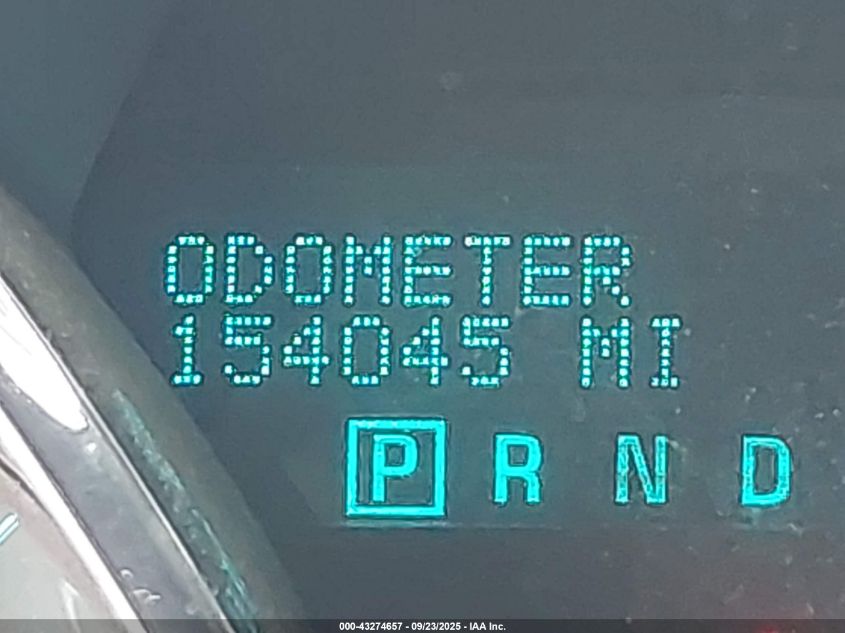 ODOMETER
154045 MI
P R N D
000-43274657 - 09/23/2025 - IAA Inc.